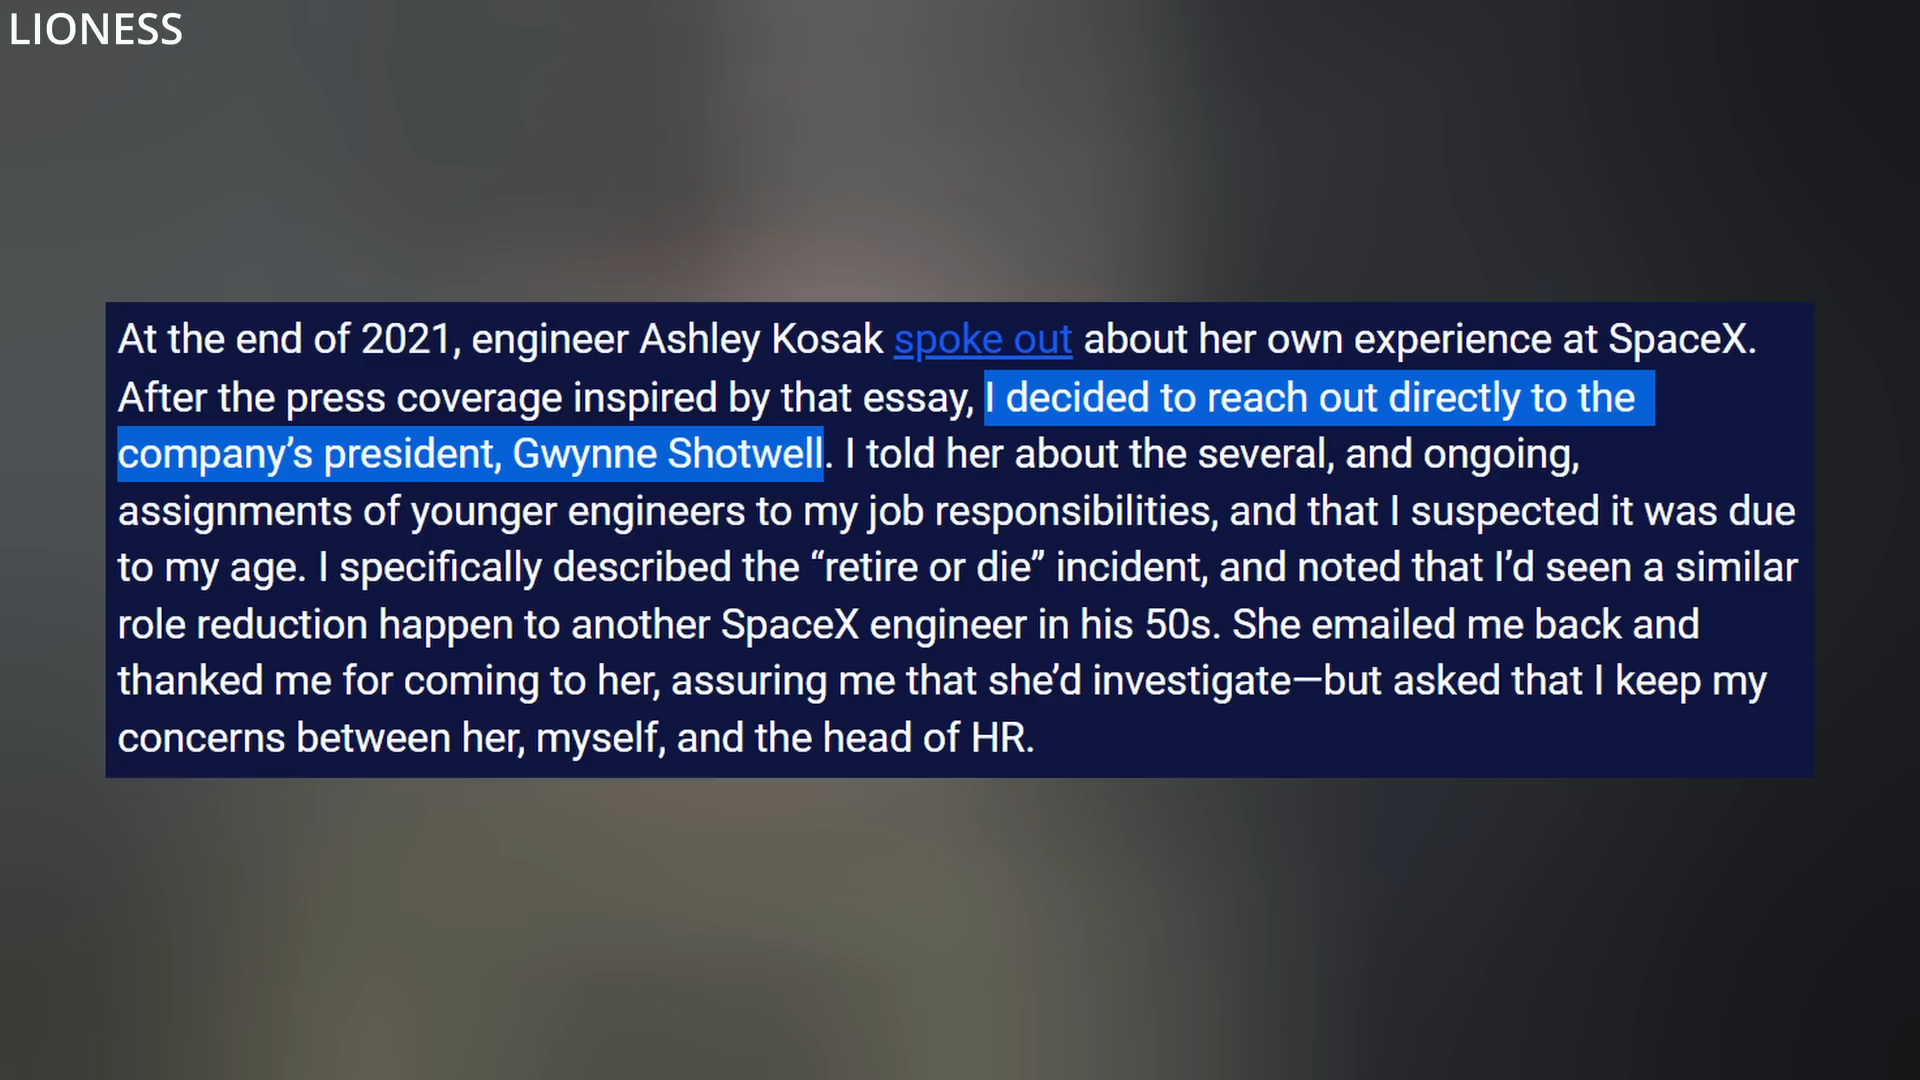 LIONESS
At the end of 2021, engineer Ashley Kosak spoke out about her own experience at SpaceX.
After the press coverage inspired by that essay, I decided to reach out directly to the
company’s president, Gwynne Shotwell. I told her about the several, and ongoing,
assignments of younger engineers to my job responsibilities, and that I suspected it was due
to my age. I specifically described the “retire or die” incident, and noted that I’d seen a similar
role reduction happen to another SpaceX engineer in his 50s. She emailed me back and
thanked me for coming to her, assuring me that she’d investigate—but asked that I keep my
concerns between her, myself, and the head of HR.